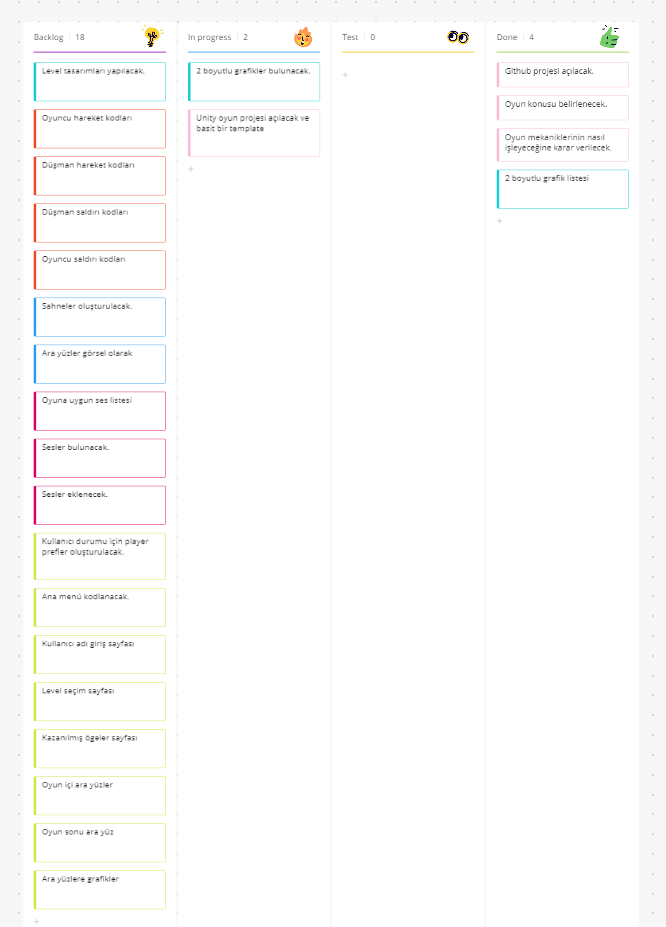 Backlog 18
Level tasarımları yapılacak.
Oyuncu hareket kodları
Düşman hareket kodları
Düşman saldırı kodları
Oyuncu saldırı kodları
Sahneler oluşturulacak.
Ara yüzler görsel olarak
Oyuna uygun ses listesi
Sesler bulunacak.
Sesler eklenecek.
Kullanıcı durumu için player
prefler oluşturulacak.
Ana menü kodlanacak.
Kullanıcı adı giriş sayfası
Level seçim sayfası
Kazanılmış ögeler sayfası
Oyun içi ara yüzler
Oyun sonu ara yüz
Ara yüzlere grafikler
In progress 2
2 boyutlu grafikler bulunacak.
Unity oyun projesi açılacak ve
basit bir template
Test 0
Done 4
Github projesi açılacak.
Oyun konusu belirlenecek.
Oyun mekaniklerinin nasıl
işleyeceğine karar verilecek.
2 boyutlu grafik listesi